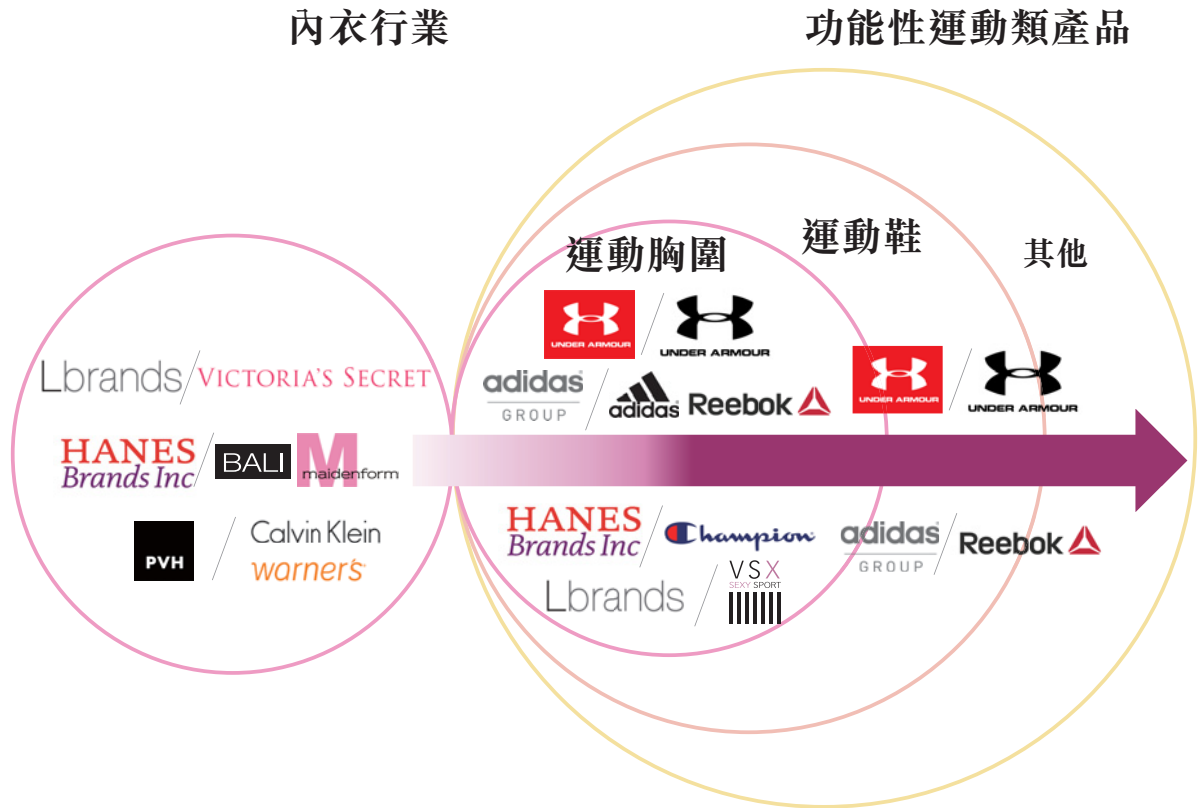 內衣行業
功能性運動類產品
運動胸圍
運動鞋
其他
UNDER ARMOUR / UNDER ARMOUR
adidas GROUP / adidas Reebok
UNDER ARMOUR / UNDER ARMOUR
Lbrands / VICTORIA'S SECRET
HANES Brands Inc / BALI M maidenform
PVH / Calvin Klein warner's
HANES Brands Inc / Champion
Lbrands / VSX SEXY SPORT
adidas GROUP / Reebok